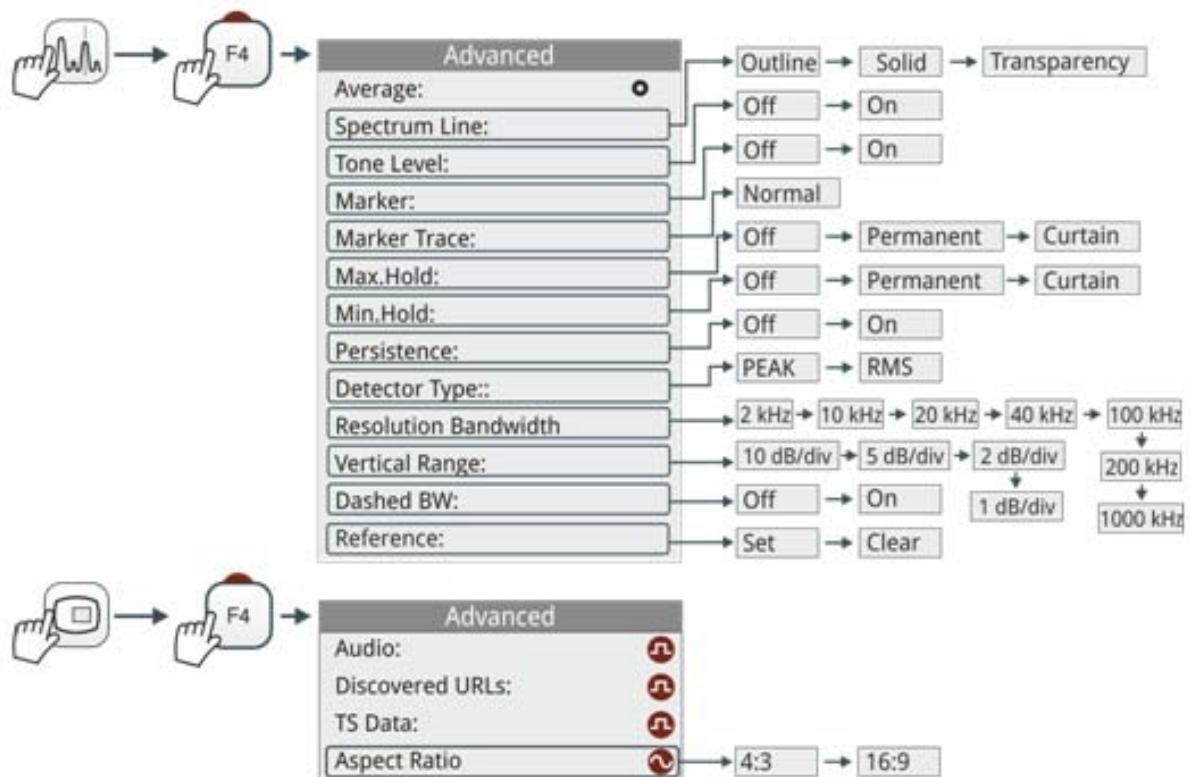 F4
Advanced
Average:
Spectrum Line:
Outline
Solid
Transparency
Tone Level:
Off
On
Marker:
Off
On
Marker Trace:
Normal
Max.Hold:
Off
Permanent
Curtain
Min.Hold:
Off
Permanent
Curtain
Persistence:
Off
On
Detector Type::
PEAK
RMS
Resolution Bandwidth
2 kHz
10 kHz
20 kHz
40 kHz
100 kHz
200 kHz
1000 kHz
Vertical Range:
10 dB/div
5 dB/div
2 dB/div
1 dB/div
Dashed BW:
Off
On
Reference:
Set
Clear
F4
Advanced
Audio:
Discovered URLs:
TS Data:
Aspect Ratio
4:3
16:9